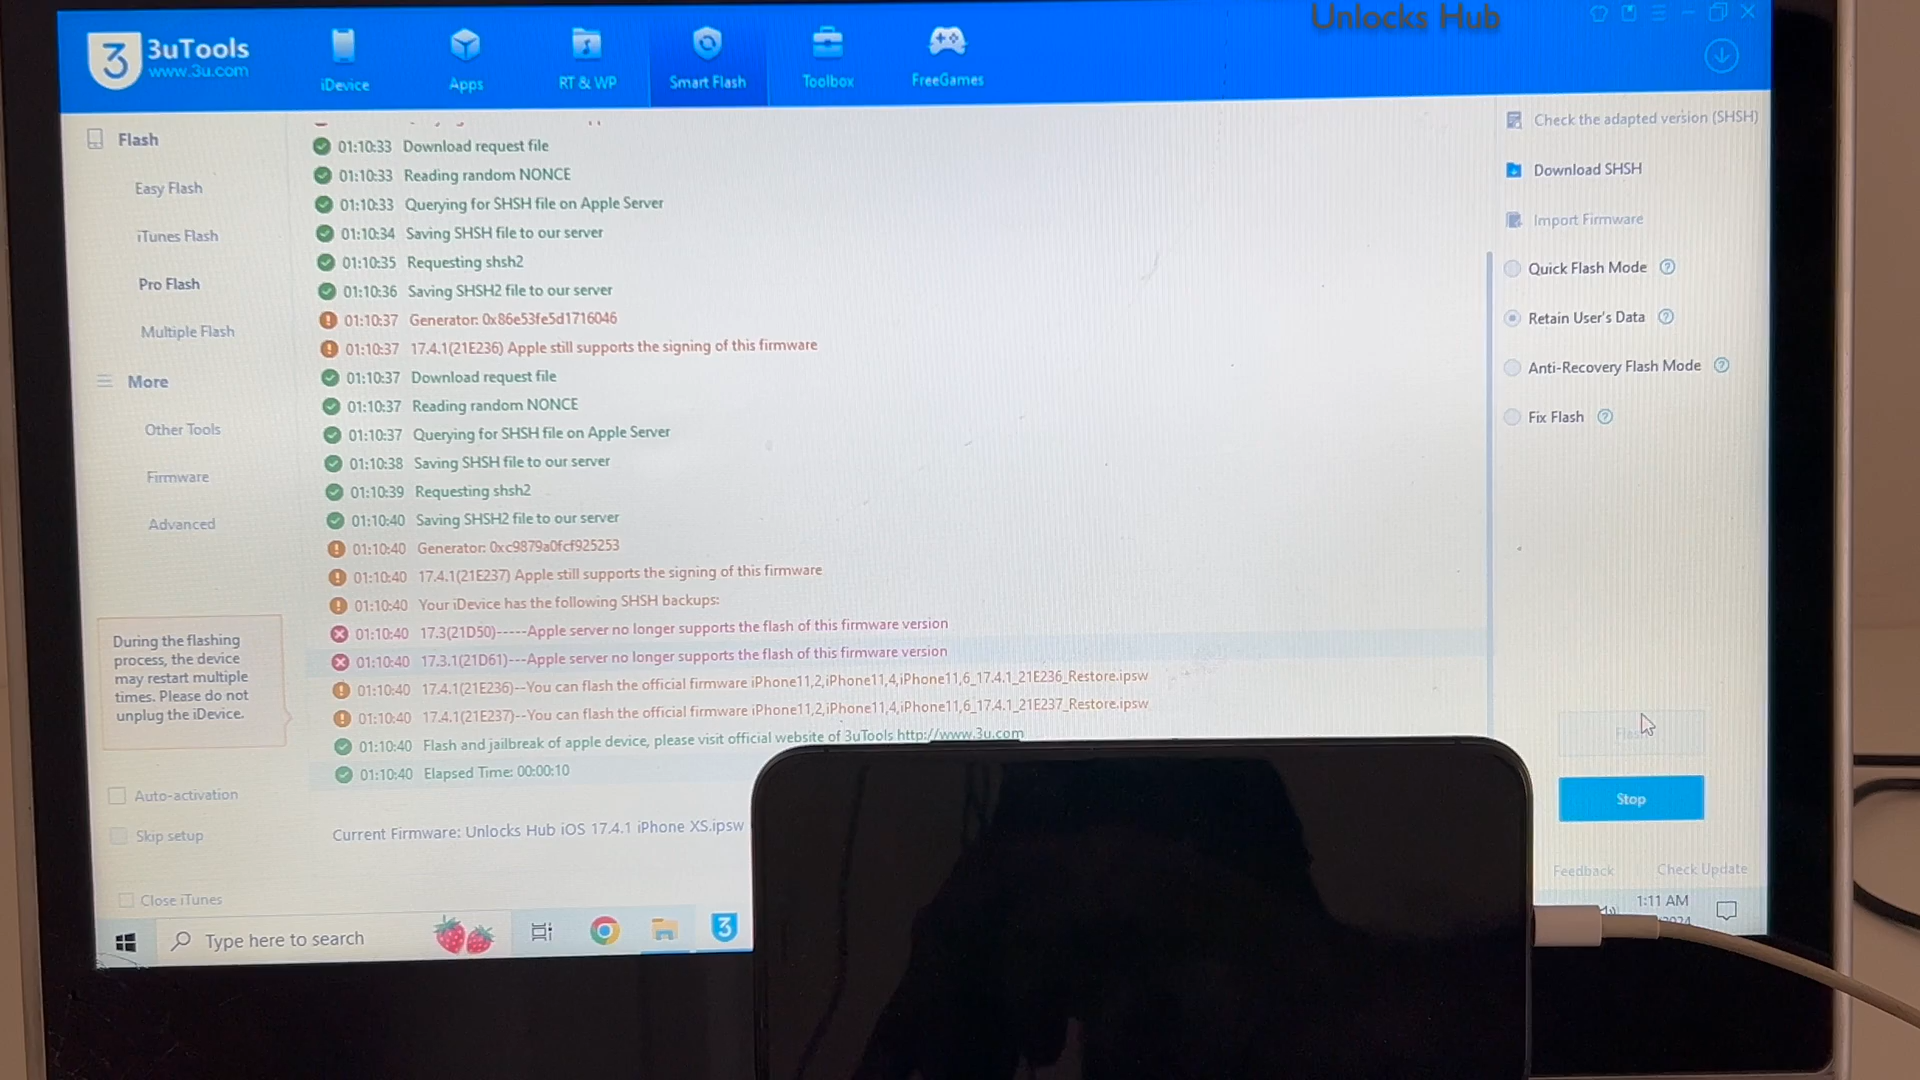 Unlocks Hub
3 3uTools
www.3u.com
iDevice
Apps
RT & WP
Smart Flash
Toolbox
FreeGames
Flash
Easy Flash
iTunes Flash
Pro Flash
Multiple Flash
More
Other Tools
Firmware
Advanced
During the flashing
process, the device
may restart multiple
times. Please do not
unplug the iDevice.
Auto-activation
Skip setup
Close iTunes
01:10:33 Download request file
01:10:33 Reading random NONCE
01:10:33 Querying for SHSH file on Apple Server
01:10:34 Saving SHSH file to our server
01:10:35 Requesting shsh2
01:10:36 Saving SHSH2 file to our server
01:10:37 Generator: 0x86e53fe5d1716046
01:10:37 17.4.1(21E236) Apple still supports the signing of this firmware
01:10:37 Download request file
01:10:37 Reading random NONCE
01:10:37 Querying for SHSH file on Apple Server
01:10:38 Saving SHSH file to our server
01:10:39 Requesting shsh2
01:10:40 Saving SHSH2 file to our server
01:10:40 Generator: 0xc9879a0fcf925253
01:10:40 17.4.1(21E237) Apple still supports the signing of this firmware
01:10:40 Your iDevice has the following SHSH backups:
01:10:40 17.3(21D50)-----Apple server no longer supports the flash of this firmware version
01:10:40 17.3.1(21D61)---Apple server no longer supports the flash of this firmware version
01:10:40 17.4.1(21E236)--You can flash the official firmware iPhone11,2,iPhone11,4,iPhone11,6_17.4.1_21E236_Restore.ipsw
01:10:40 17.4.1(21E237)--You can flash the official firmware iPhone11,2,iPhone11,4,iPhone11,6_17.4.1_21E237_Restore.ipsw
01:10:40 Flash and jailbreak of apple device, please visit official website of 3uTools http://www.3u.com
01:10:40 Elapsed Time: 00:00:10
Current Firmware: Unlocks Hub iOS 17.4.1 iPhone XS.ipsw
Check the adapted version (SHSH)
Download SHSH
Import Firmware
Quick Flash Mode ?
Retain User's Data ?
Anti-Recovery Flash Mode ?
Fix Flash ?
Stop
Feedback
Check Update
Type here to search
3
1:11 AM